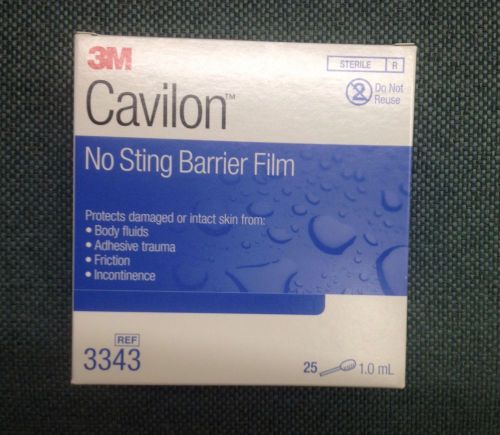 3M
STERILE R
Do Not
Reuse
Cavilon™
No Sting Barrier Film
Protects damaged or intact skin from:
• Body fluids
• Adhesive trauma
• Friction
• Incontinence
REF
3343
25 1.0 mL